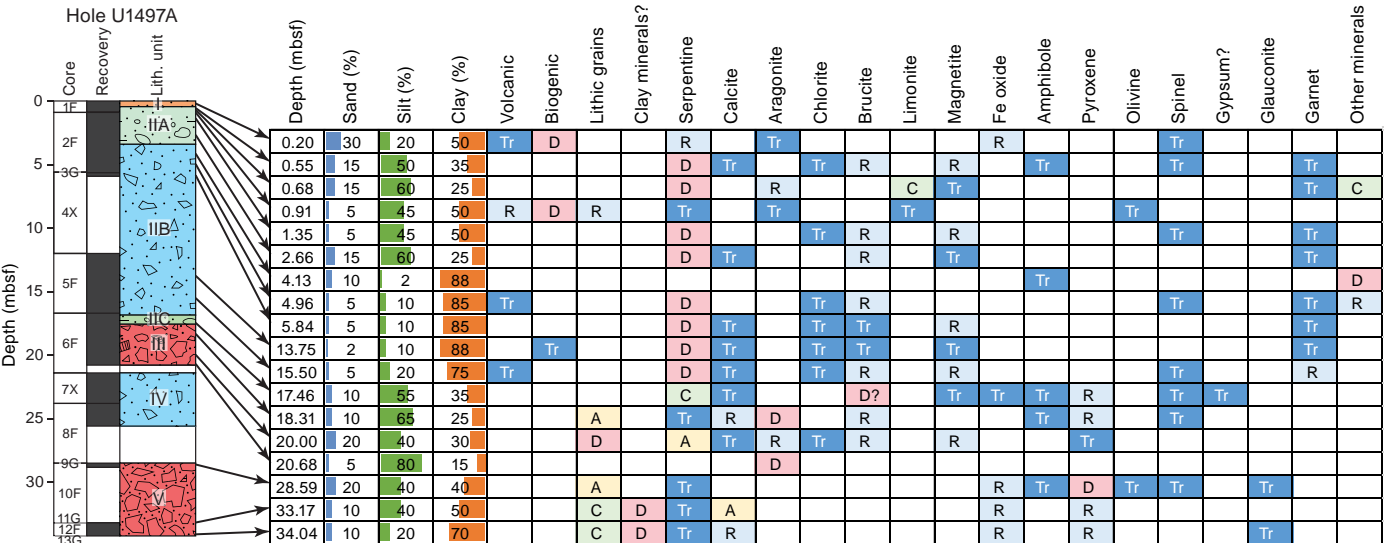 Hole U1497A
Core Recovery Lith. unit Depth (mbsf) Sand (%) Silt (%) Clay (%) Volcanic Biogenic Lithic grains Clay minerals? Serpentine Calcite Aragonite Chlorite Brucite Limonite Magnetite Fe oxide Amphibole Pyroxene Olivine Spinel Gypsum? Glauconite Garnet Other minerals
Depth (mbsf)
0
5
10
15
20
25
30
1F
2F
3G
4X
5F
6F
7X
8F
9G
10F
11G
12F
13G
I
IIA
IIB
IIC
III
IV
V
0.20 30 20 50 Tr D R Tr R Tr
0.55 15 50 35 D Tr Tr R R Tr Tr Tr
0.68 15 60 25 D R C Tr Tr C
0.91 5 45 50 R D R Tr Tr Tr Tr
1.35 5 45 50 D Tr R R Tr Tr
2.66 15 60 25 D Tr R Tr Tr
4.13 10 2 88 Tr D
4.96 5 10 85 Tr D Tr R Tr Tr R
5.84 5 10 85 D Tr Tr Tr R Tr
13.75 2 10 88 Tr D Tr Tr Tr Tr Tr
15.50 5 20 75 Tr D Tr Tr R R Tr R
17.46 10 55 35 C Tr D? Tr Tr Tr R Tr Tr
18.31 10 65 25 A Tr R D R Tr R Tr
20.00 20 40 30 D A Tr R Tr R R Tr
20.68 5 80 15 D
28.59 20 40 40 A Tr R Tr D Tr Tr Tr
33.17 10 40 50 C D Tr A R R
34.04 10 20 70 C D Tr R R R Tr